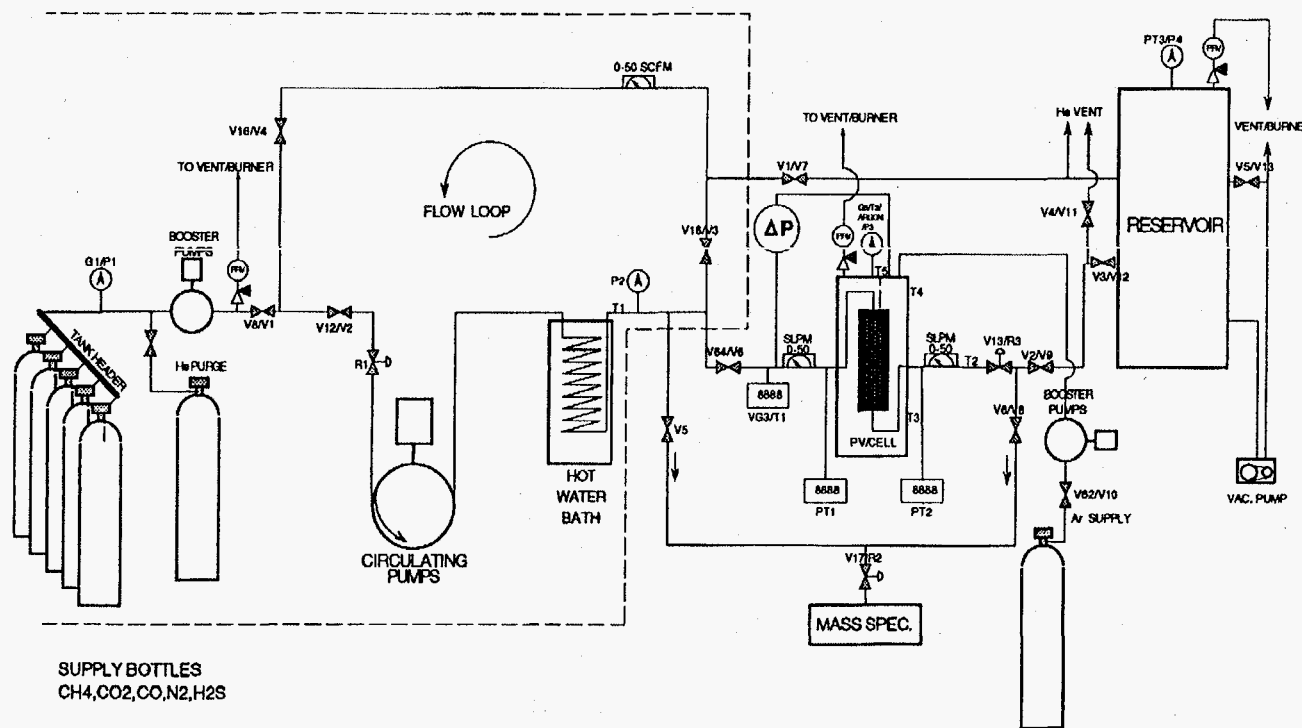 PT3/P4
PRV
0-50 SCFM
V16/V4
TO VENT/BURNER
He VENT
VENT/BURNE
TO VENT/BURNER
V1/V7
V5/V13
FLOW LOOP
ΔP
PRV
V4/V11
RESERVOIR
BOOSTER
PUMPS
V18/V3
G1/P1
PRV
P2
T5
V3/V12
T1
T4
V8/V1
V12/V2
TANK HEADER
He PURGE
R1
SLPM
0-50
SLPM
0-50
V13/R3
V2/V9
T2
V64/V6
8888
VG3/T1
BOOSTER
PUMPS
V5
T3
V6/V8
PV/CELL
HOT
WATER
BATH
8888
PT1
8888
PT2
V62/V10
Ar SUPPLY
VAC. PUMP
CIRCULATING
PUMPS
V17/R2
MASS SPEC.
SUPPLY BOTTLES
CH4,CO2,CO,N2,H2S